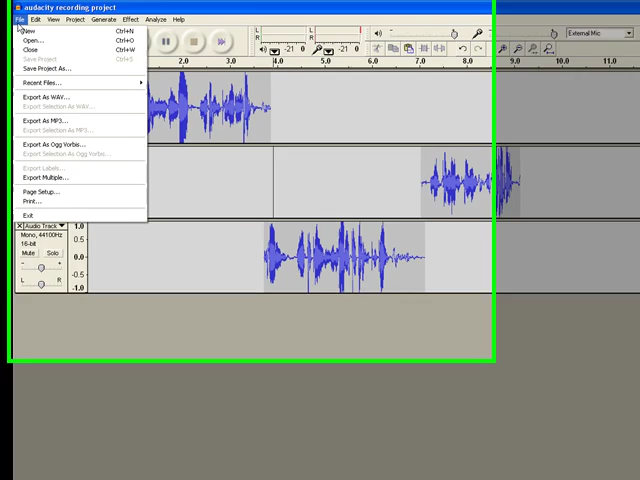 audacity recording project
File Edit View Project Generate Effect Analyze Help
New Ctrl+N
Open... Ctrl+O
Close Ctrl+W
Save Project Ctrl+S
Save Project As...
Recent Files...
Export As WAV...
Export Selection As WAV...
Export As MP3...
Export Selection As MP3...
Export As Ogg Vorbis...
Export Selection As Ogg Vorbis...
Export Labels...
Export Multiple...
Page Setup...
Print...
Exit
L
R
-21 0
L
R
-21 0
External Mic
2.0 3.0 4.0 5.0 6.0 7.0 8.0 9.0 10.0 11.0
Audio Track
Mono, 44100Hz
16-bit
Mute Solo
- +
L R
1.0
0.5
0.0
-0.5
-1.0